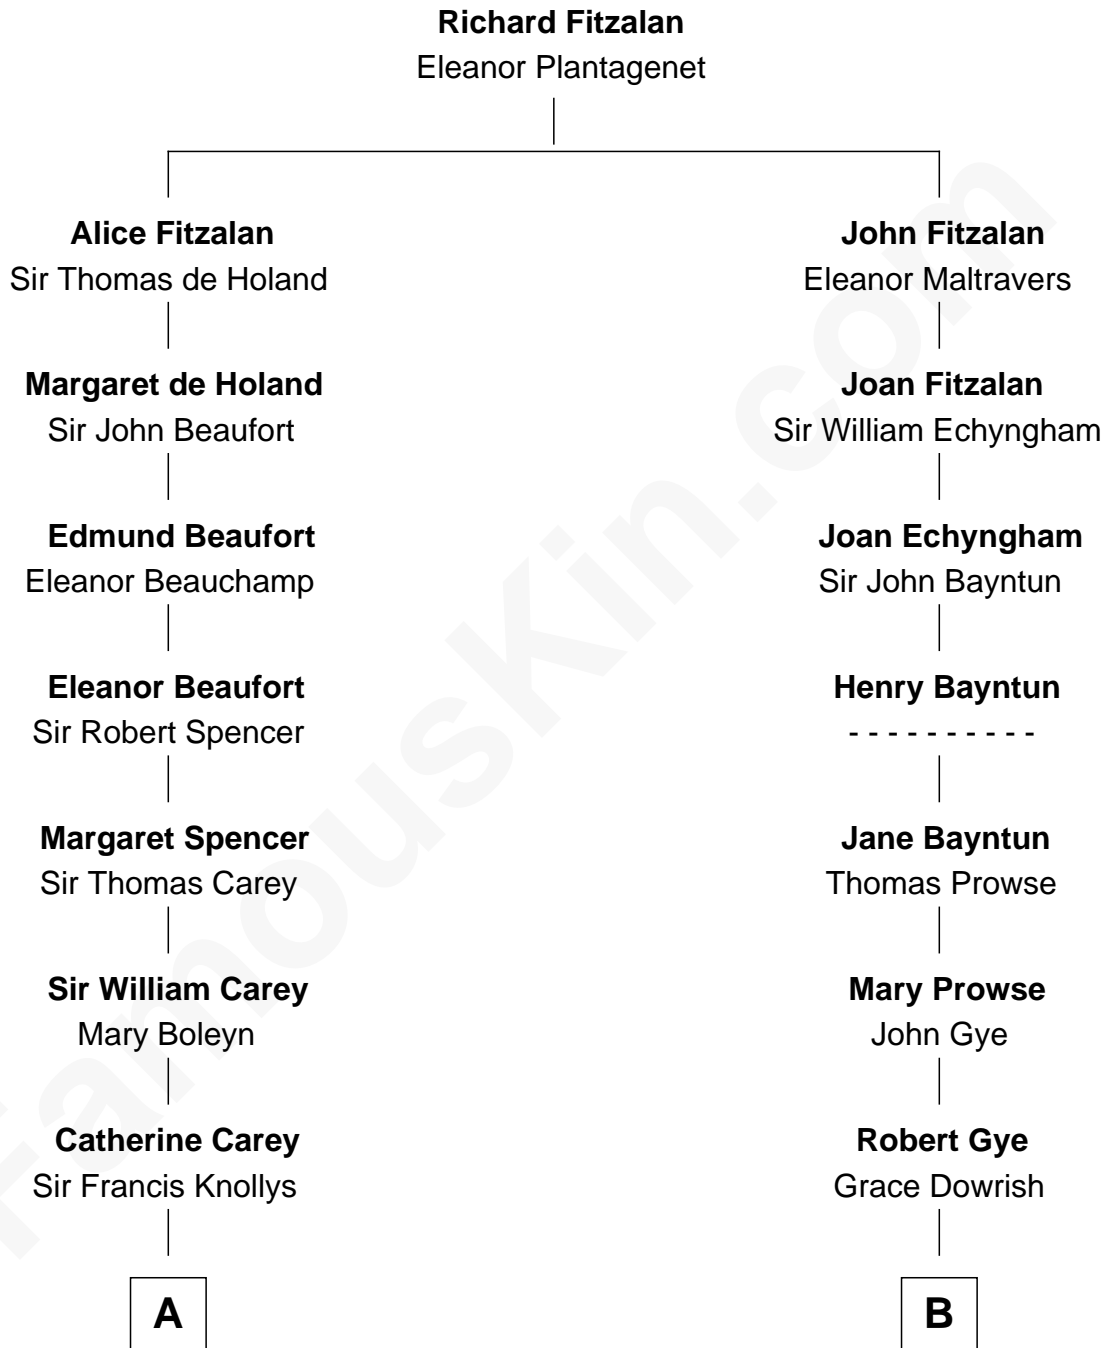 Richard Fitzalan
Eleanor Plantagenet
Alice Fitzalan
Sir Thomas de Holand
John Fitzalan
Eleanor Maltravers
Margaret de Holand
Sir John Beaufort
Joan Fitzalan
Sir William Echyngham
Edmund Beaufort
Eleanor Beauchamp
Joan Echyngham
Sir John Bayntun
Eleanor Beaufort
Sir Robert Spencer
Henry Bayntun
- - - - - - - - - -
Margaret Spencer
Sir Thomas Carey
Jane Bayntun
Thomas Prowse
Sir William Carey
Mary Boleyn
Mary Prowse
John Gye
Catherine Carey
Sir Francis Knollys
Robert Gye
Grace Dowrish
A
B
FamousKin.com